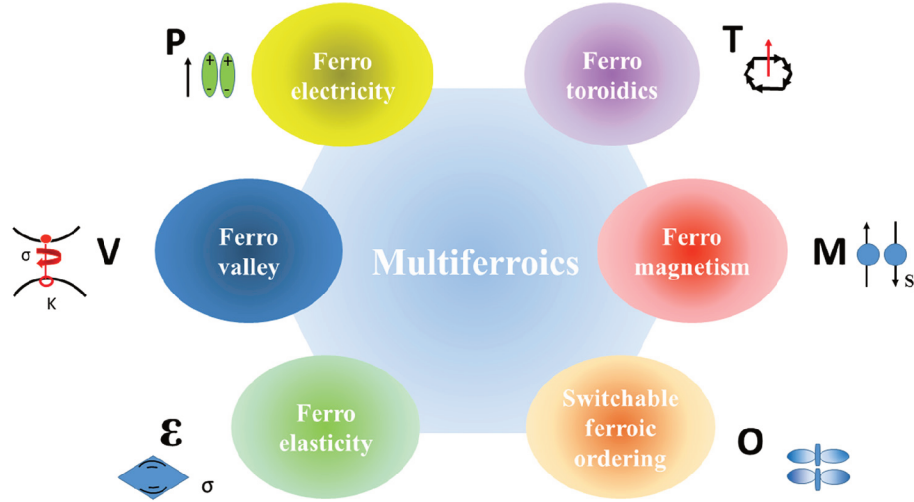 P
+ +
- -
Ferro
electricity
Ferro
toroidics
T
σ
K
V
Ferro
valley
Multiferroics
Ferro
magnetism
M
S
ε
σ
Ferro
elasticity
Switchable
ferroic
ordering
O